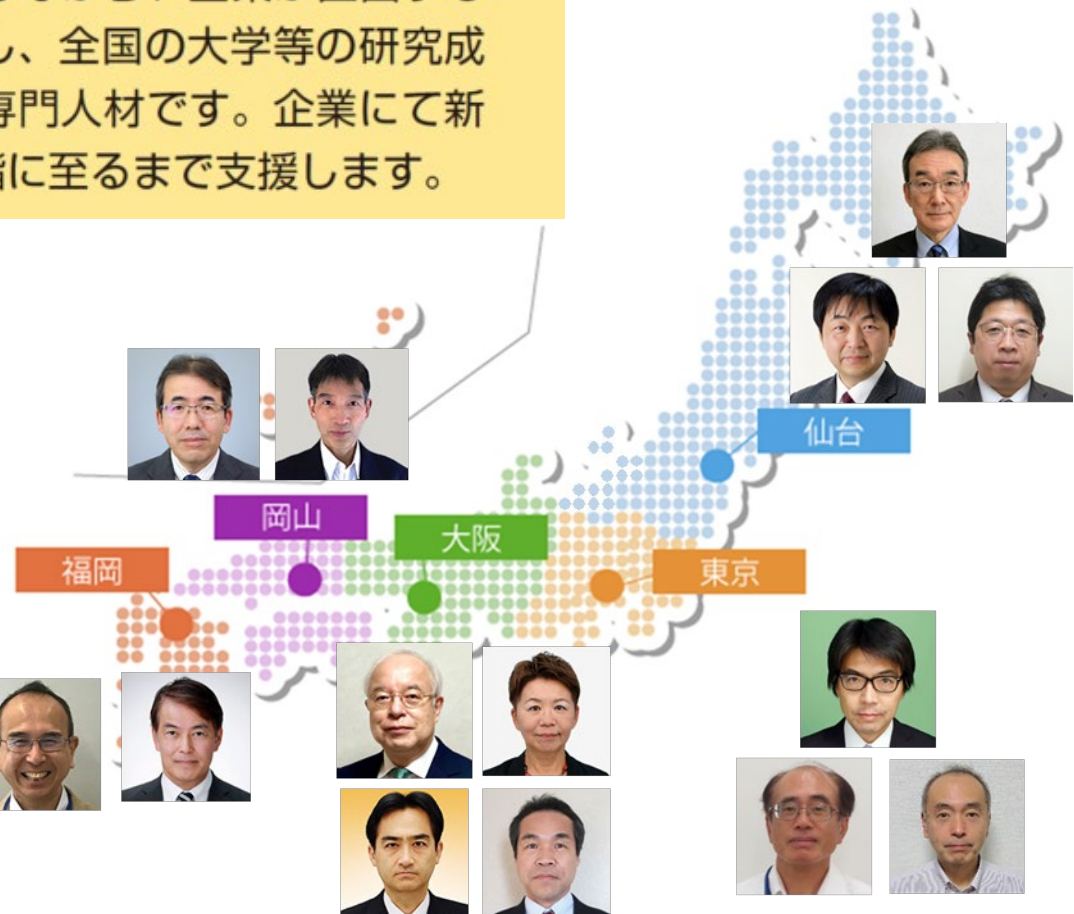 し、全国の大学等の研究成
専門人材です。企業にて新
階に至るまで支援します。
仙台
岡山
大阪
福岡
東京